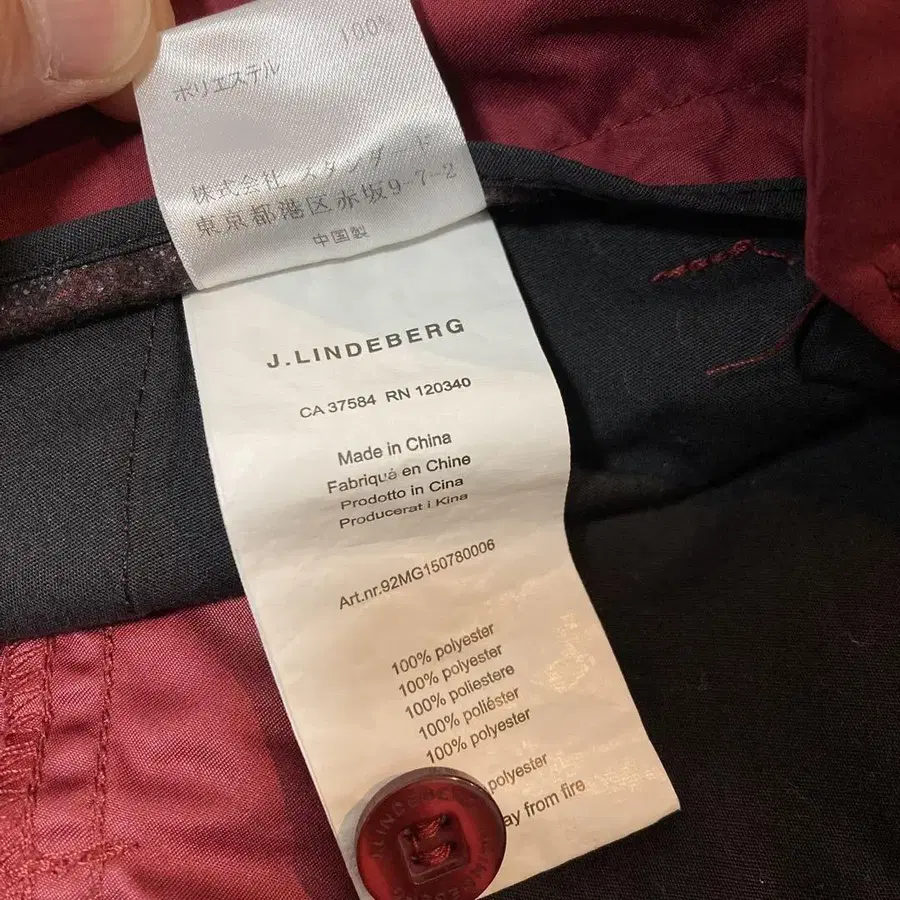 ポリエステル 100%
株式会社 スタンダード
東京都港区赤坂9-7-2
中国製
J.LINDEBERG
CA 37584 RN 120340
Made in China
Fabriqué en Chine
Prodotto in Cina
Producerat i Kina
Art.nr.92MG150780006
100% polyester
100% polyester
100% poliestere
100% poliéster
100% polyester
polyester
from fire
J.LINDEBERG